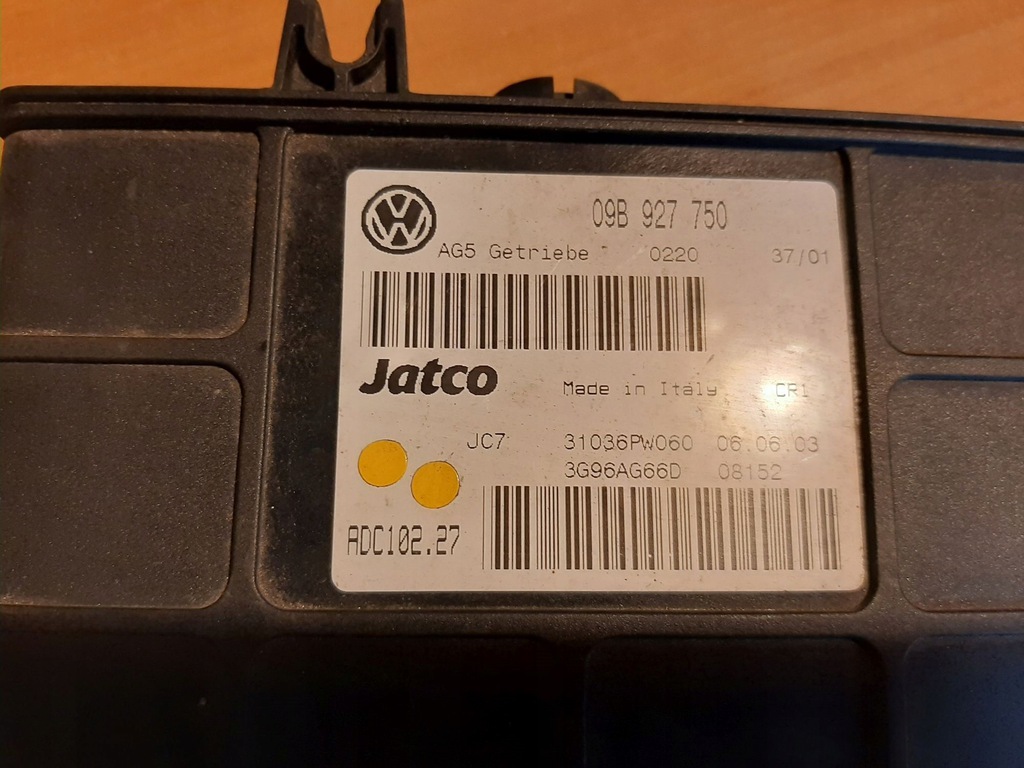 09B 927 750
AG5 Getriebe 0220 37/01
Jatco Made in Italy CR1
JC7 31036PW060 06.06.03
3G96AG66D 08152
ADC102.27